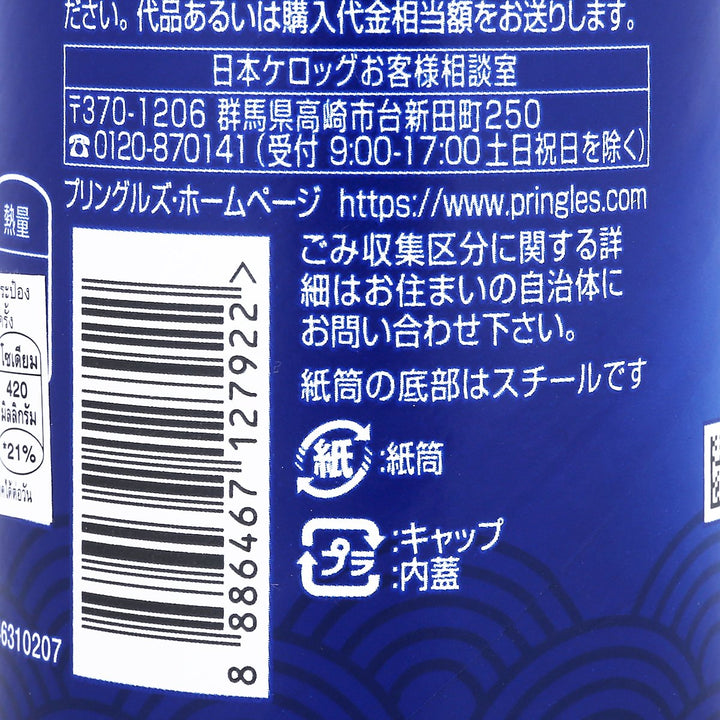 ださい。代品あるいは購入代金相当額をお送りします。
日本ケロッグお客様相談室
〒370-1206 群馬県高崎市台新田町250
☎0120-870141 (受付 9:00-17:00 土日祝日を除く)
プリングルズ・ホームページ https://www.pringles.com
ごみ収集区分に関する詳
細はお住まいの自治体に
お問い合わせ下さい。
紙筒の底部はスチールです
紙 :紙筒
プラ :キャップ
:内蓋
8 886467 127922 >
熱量
โซเดียม
420
มิลลิกรัม
*21%
6310207